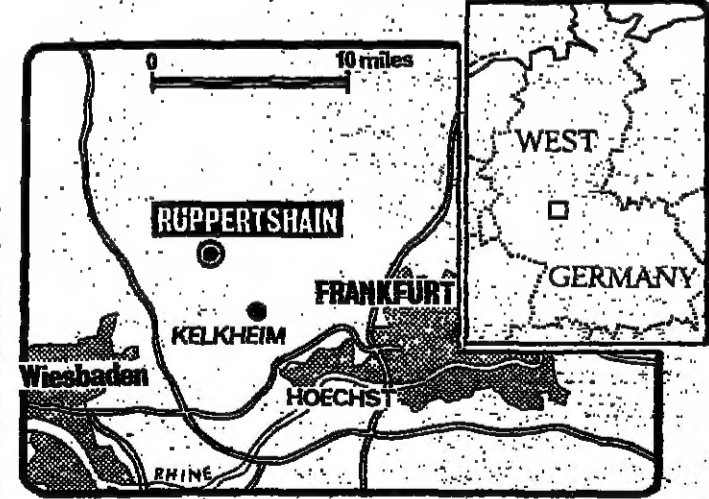 0 10 miles
WEST
GERMANY
RUPPERTSHAIN
FRANKFURT
KELKHEIM
Wiesbaden
HOECHST
RHINE